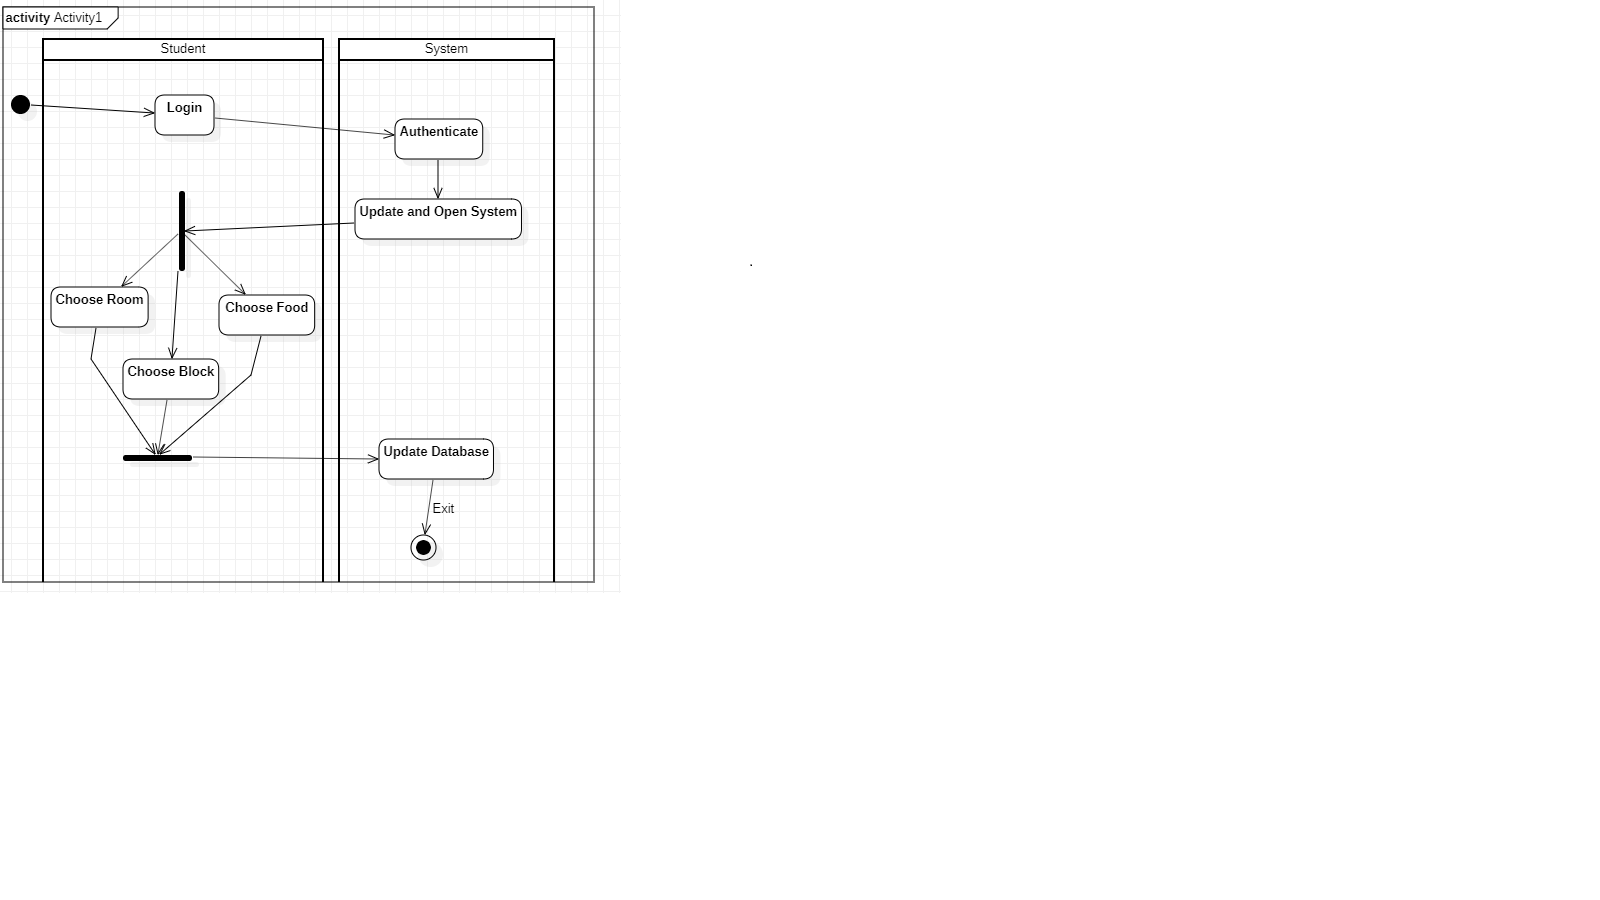 activity Activity1
Student
System
Login
Authenticate
Update and Open System
Choose Room
Choose Food
Choose Block
Update Database
Exit
.